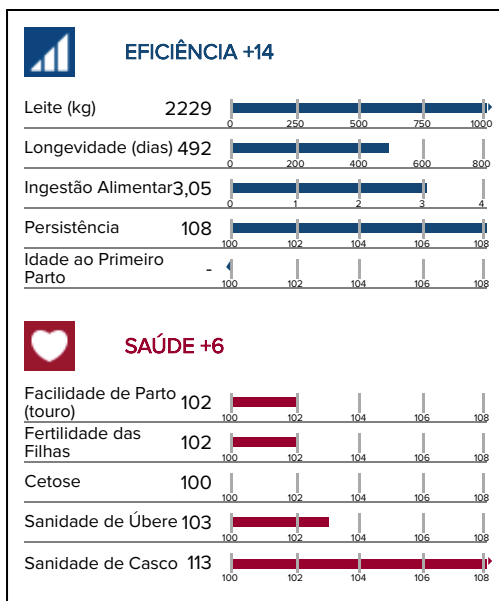 EFICIÊNCIA +14
Leite (kg) 2229
0 250 500 750 1000
Longevidade (dias) 492
0 200 400 600 800
Ingestão Alimentar 3,05
0 1 2 3 4
Persistência 108
100 102 104 106 108
Idade ao Primeiro
Parto -
100 102 104 106 108
SAÚDE +6
Facilidade de Parto
(touro) 102
100 102 104 106 108
Fertilidade das
Filhas 102
100 102 104 106 108
Cetose 100
100 102 104 106 108
Sanidade de Úbere 103
100 102 104 106 108
Sanidade de Casco 113
100 102 104 106 108